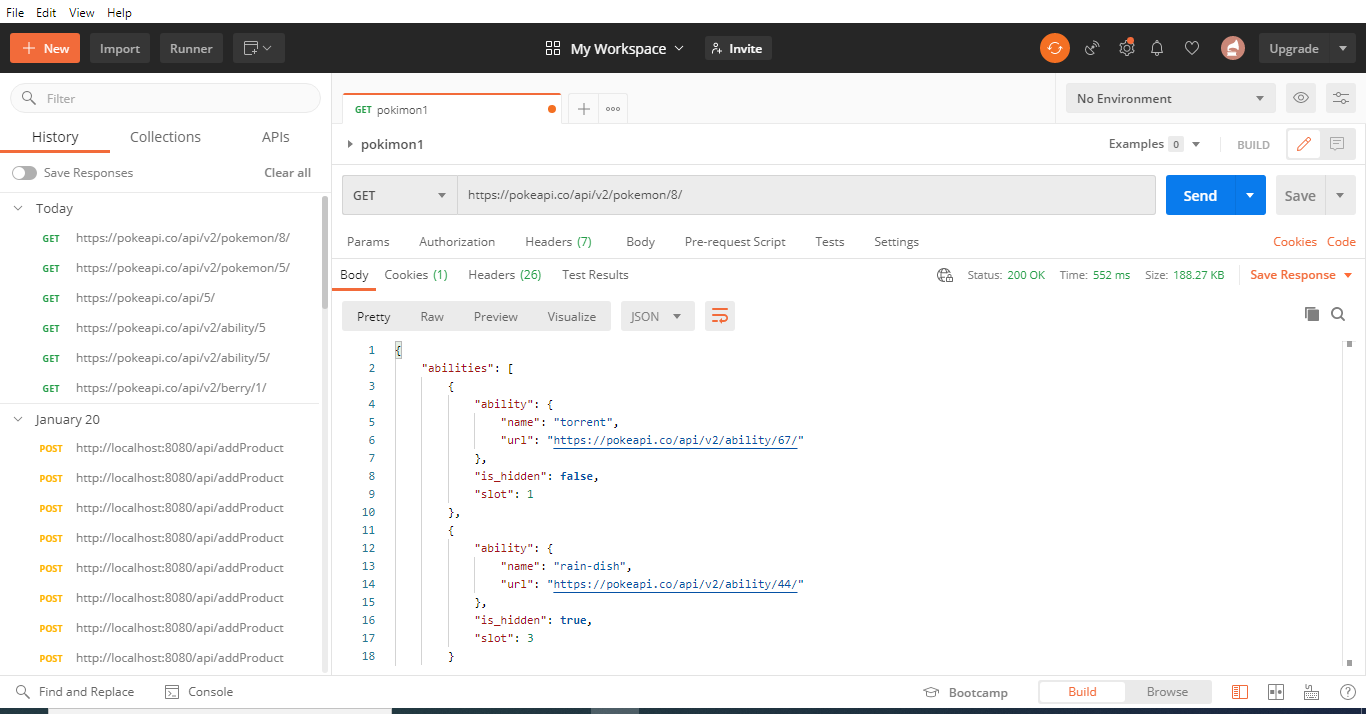 File Edit View Help
New Import Runner My Workspace Invite Upgrade
Filter
History Collections APIs
Save Responses Clear all
Today
GET https://pokeapi.co/api/v2/pokemon/8/
GET https://pokeapi.co/api/v2/pokemon/5/
GET https://pokeapi.co/api/5/
GET https://pokeapi.co/api/v2/ability/5
GET https://pokeapi.co/api/v2/ability/5/
GET https://pokeapi.co/api/v2/berry/1/
January 20
POST http://localhost:8080/api/addProduct
POST http://localhost:8080/api/addProduct
POST http://localhost:8080/api/addProduct
POST http://localhost:8080/api/addProduct
POST http://localhost:8080/api/addProduct
POST http://localhost:8080/api/addProduct
POST http://localhost:8080/api/addProduct
POST http://localhost:8080/api/addProduct
GET pokimon1 No Environment
pokimon1 Examples 0 BUILD
GET https://pokeapi.co/api/v2/pokemon/8/ Send Save
Params Authorization Headers (7) Body Pre-request Script Tests Settings Cookies Code
Body Cookies (1) Headers (26) Test Results Status: 200 OK Time: 552 ms Size: 188.27 KB Save Response
Pretty Raw Preview Visualize JSON
1 {
2 "abilities": [
3 {
4 "ability": {
5 "name": "torrent",
6 "url": "https://pokeapi.co/api/v2/ability/67/"
7 },
8 "is_hidden": false,
9 "slot": 1
10 },
11 {
12 "ability": {
13 "name": "rain-dish",
14 "url": "https://pokeapi.co/api/v2/ability/44/"
15 },
16 "is_hidden": true,
17 "slot": 3
18 }
Find and Replace Console Bootcamp Build Browse